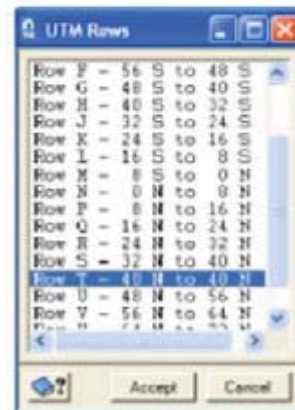 UTM Rows
Row F - 56 S to 48 S
Row G - 48 S to 40 S
Row H - 40 S to 32 S
Row J - 32 S to 24 S
Row K - 24 S to 16 S
Row L - 16 S to 8 S
Row M - 8 S to 0 N
Row N - 0 N to 8 N
Row P - 8 N to 16 N
Row Q - 16 N to 24 N
Row R - 24 N to 32 N
Row S - 32 N to 40 N
Row T - 40 N to 48 N
Row U - 48 N to 56 N
Row V - 56 N to 64 N
?
Accept
Cancel